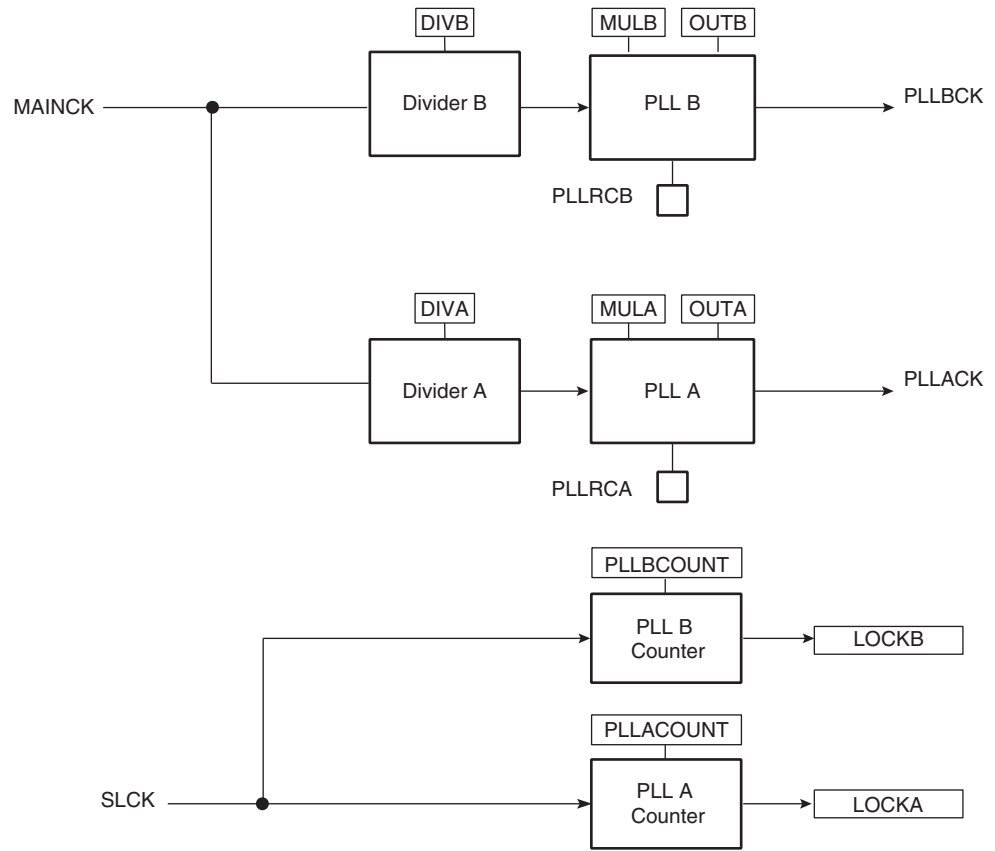 DIVB
MULB
OUTB
MAINCK
Divider B
PLL B
PLLBCK
PLLRCB
DIVA
MULA
OUTA
Divider A
PLL A
PLLACK
PLLRCA
PLLBCOUNT
PLL B
Counter
LOCKB
PLLACOUNT
SLCK
PLL A
Counter
LOCKA